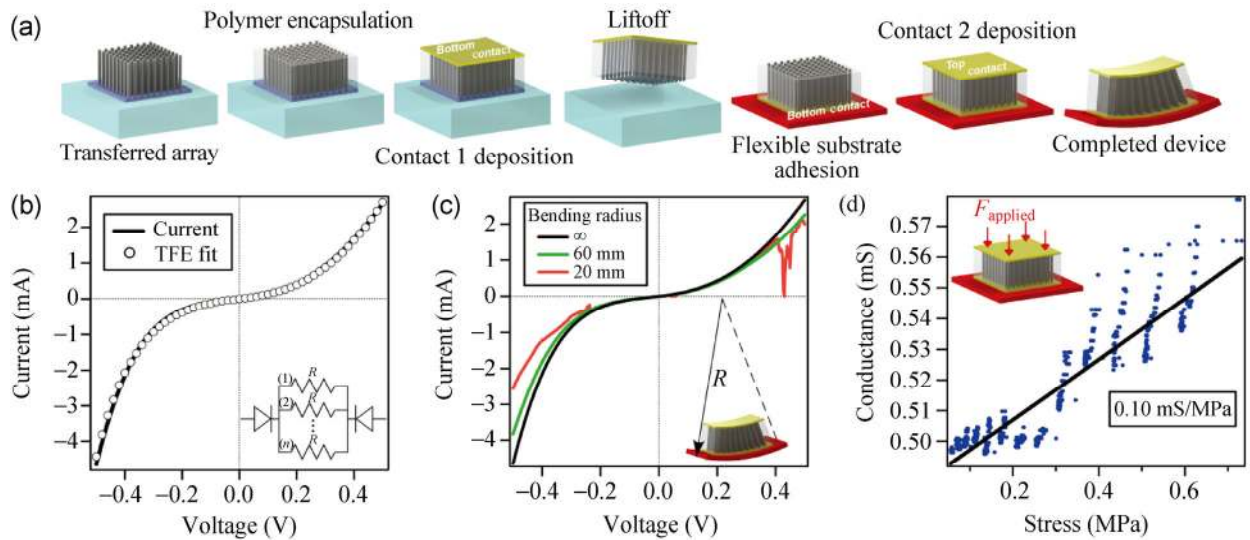 (a)
Polymer encapsulation
Liftoff
Contact 2 deposition
Bottom
contact
Top
contact
Bottom contact
Transferred array
Contact 1 deposition
Flexible substrate
adhesion
Completed device
(b)
2
1
0
−1
−2
−3
−4
Current (mA)
Current
TFE fit
(1)
R
(2)
R
(n)
R
−0.4
−0.2
0.0
0.2
0.4
Voltage (V)
(c)
2
1
0
−1
−2
−3
−4
Current (mA)
Bending radius
∞
60 mm
20 mm
R
−0.4
−0.2
0.0
0.2
0.4
Voltage (V)
(d)
0.57
0.56
0.55
0.54
0.53
0.52
0.51
0.50
Conductance (mS)
Fapplied
0.10 mS/MPa
0.2
0.4
0.6
Stress (MPa)